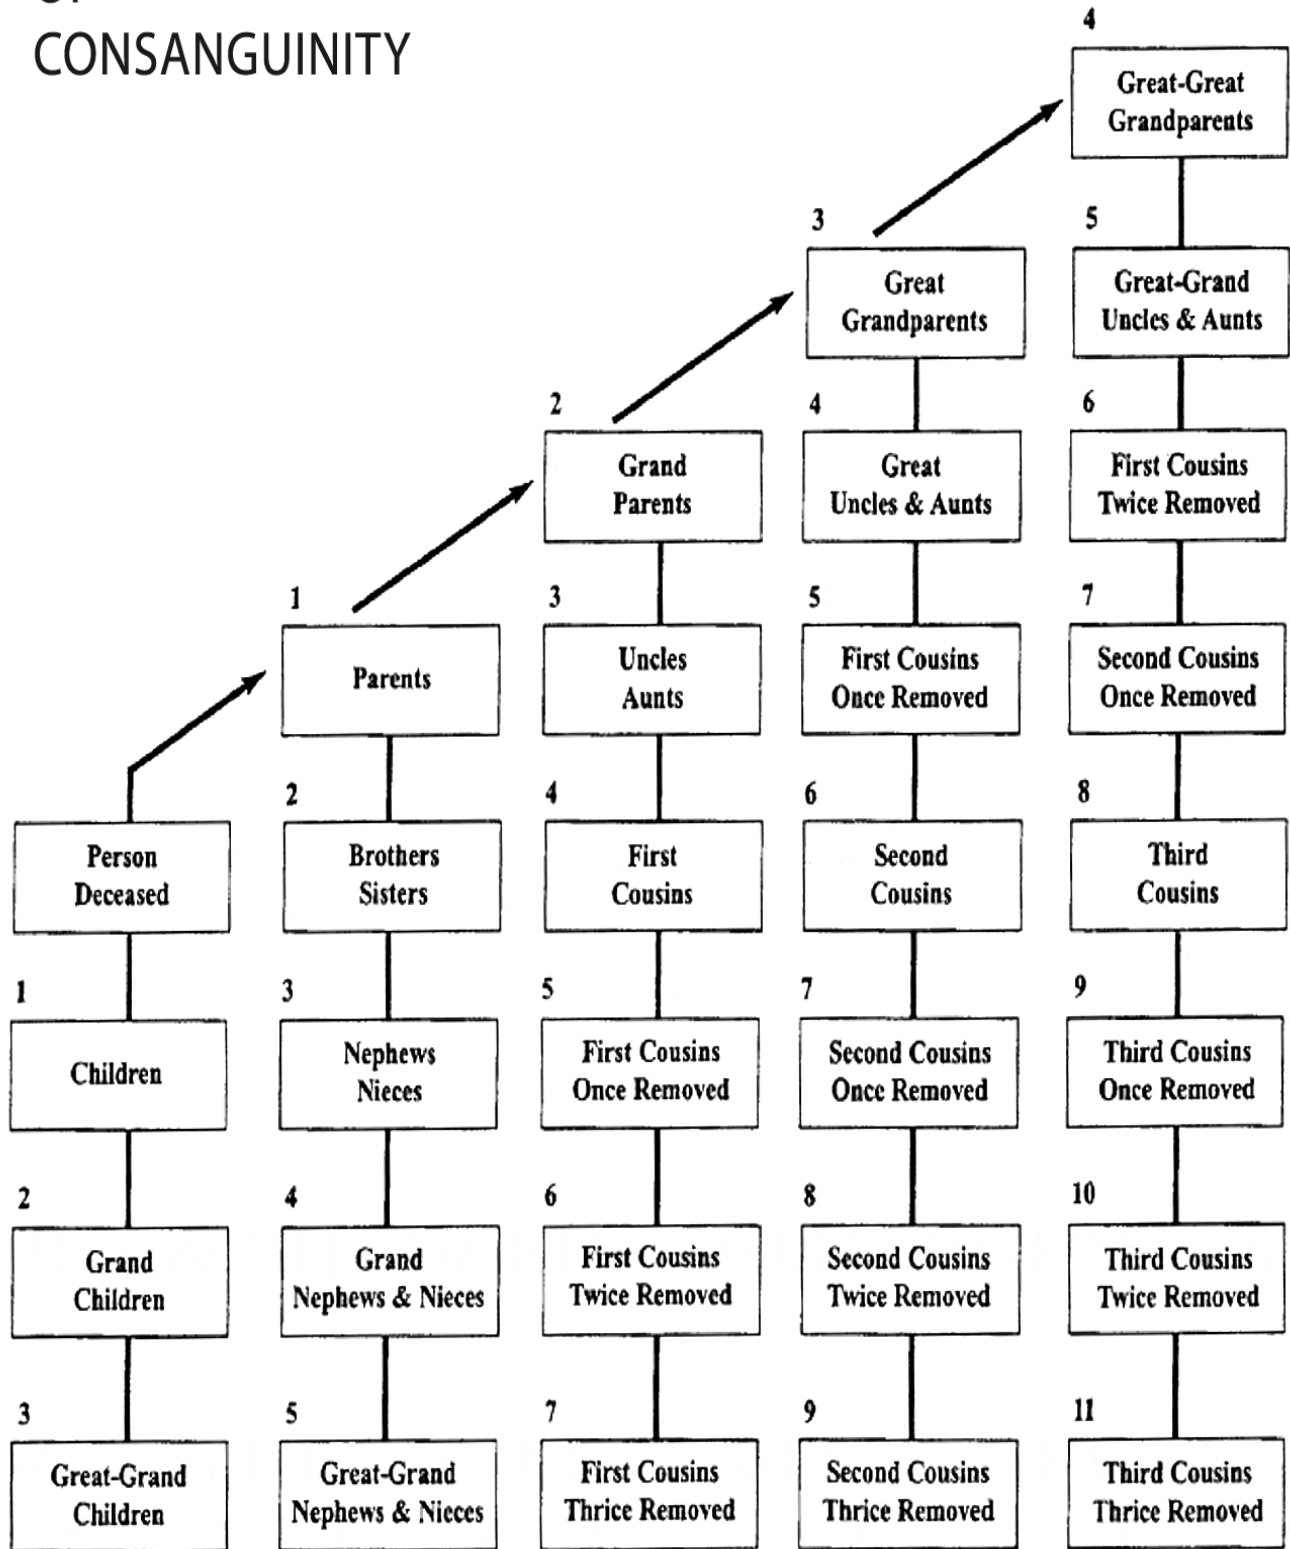 CONSANGUINITY
4
Great-Great
Grandparents
3
Great
Grandparents
5
Great-Grand
Uncles & Aunts
2
Grand
Parents
4
Great
Uncles & Aunts
6
First Cousins
Twice Removed
1
Parents
3
Uncles
Aunts
5
First Cousins
Once Removed
7
Second Cousins
Once Removed
Person
Deceased
2
Brothers
Sisters
4
First
Cousins
6
Second
Cousins
8
Third
Cousins
1
Children
3
Nephews
Nieces
5
First Cousins
Once Removed
7
Second Cousins
Once Removed
9
Third Cousins
Once Removed
2
Grand
Children
4
Grand
Nephews & Nieces
6
First Cousins
Twice Removed
8
Second Cousins
Twice Removed
10
Third Cousins
Twice Removed
3
Great-Grand
Children
5
Great-Grand
Nephews & Nieces
7
First Cousins
Thrice Removed
9
Second Cousins
Thrice Removed
11
Third Cousins
Thrice Removed